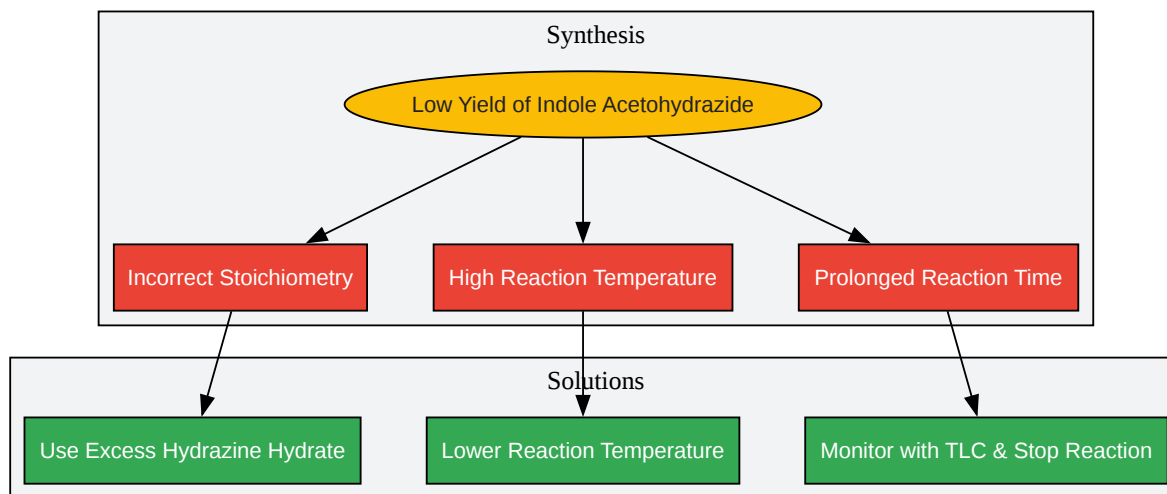 Synthesis
Low Yield of Indole Acetohydrazide
Incorrect Stoichiometry
High Reaction Temperature
Prolonged Reaction Time
Solutions
Use Excess Hydrazine Hydrate
Lower Reaction Temperature
Monitor with TLC & Stop Reaction